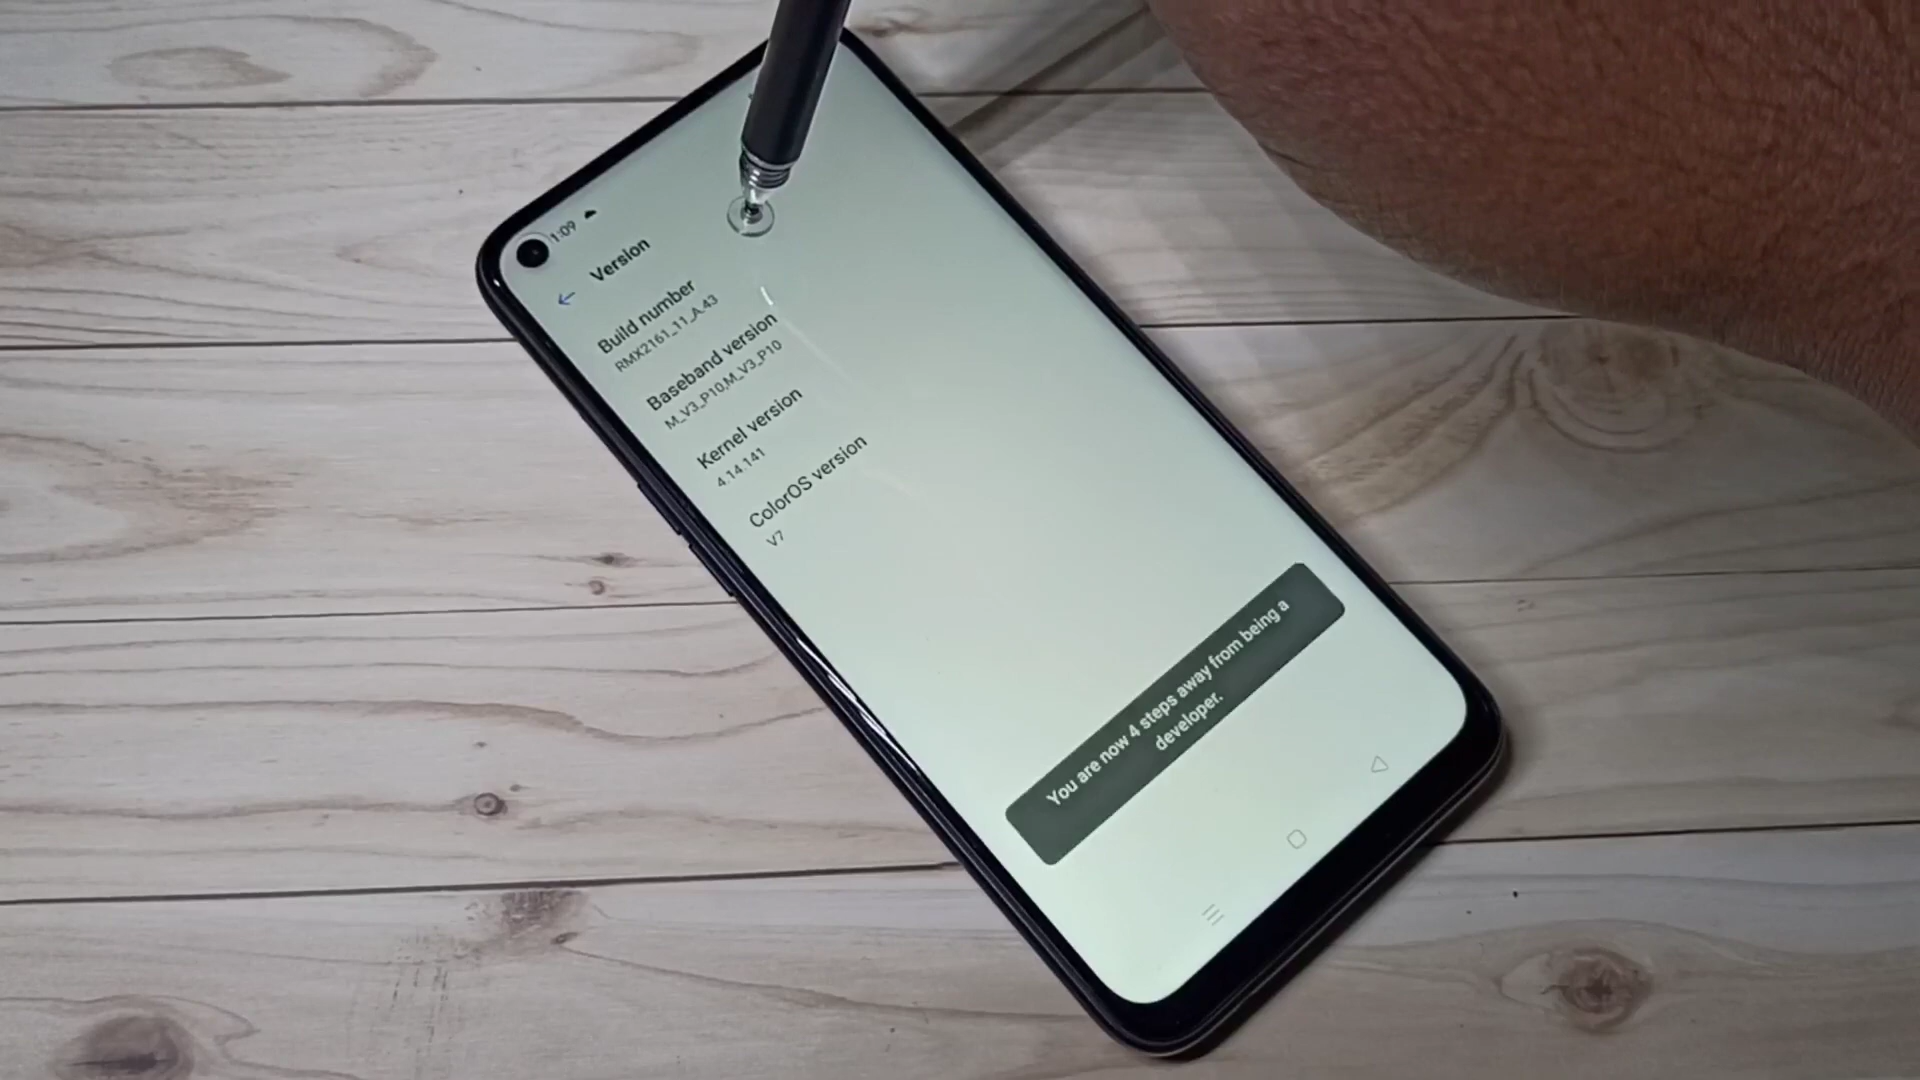 1:09
Version
Build number
RMX2161_11_A.43
Baseband version
M_V3_P10,M_V3_P10
Kernel version
4.14.141
ColorOS version
V7
You are now 4 steps away from being a
developer.